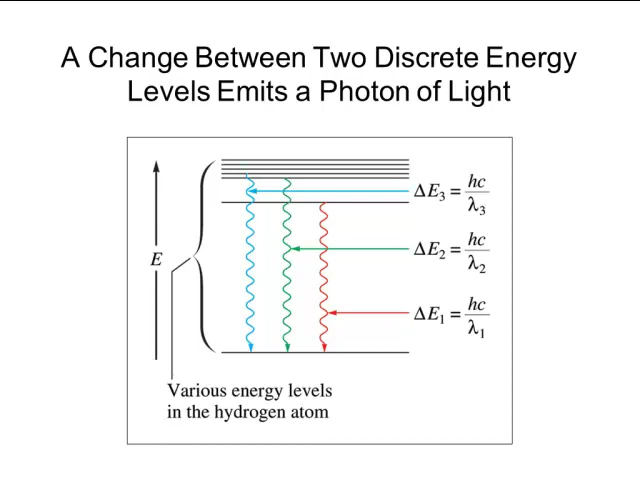 A Change Between Two Discrete Energy
Levels Emits a Photon of Light
ΔE₃ = hc/λ₃
E
ΔE₂ = hc/λ₂
ΔE₁ = hc/λ₁
Various energy levels
in the hydrogen atom